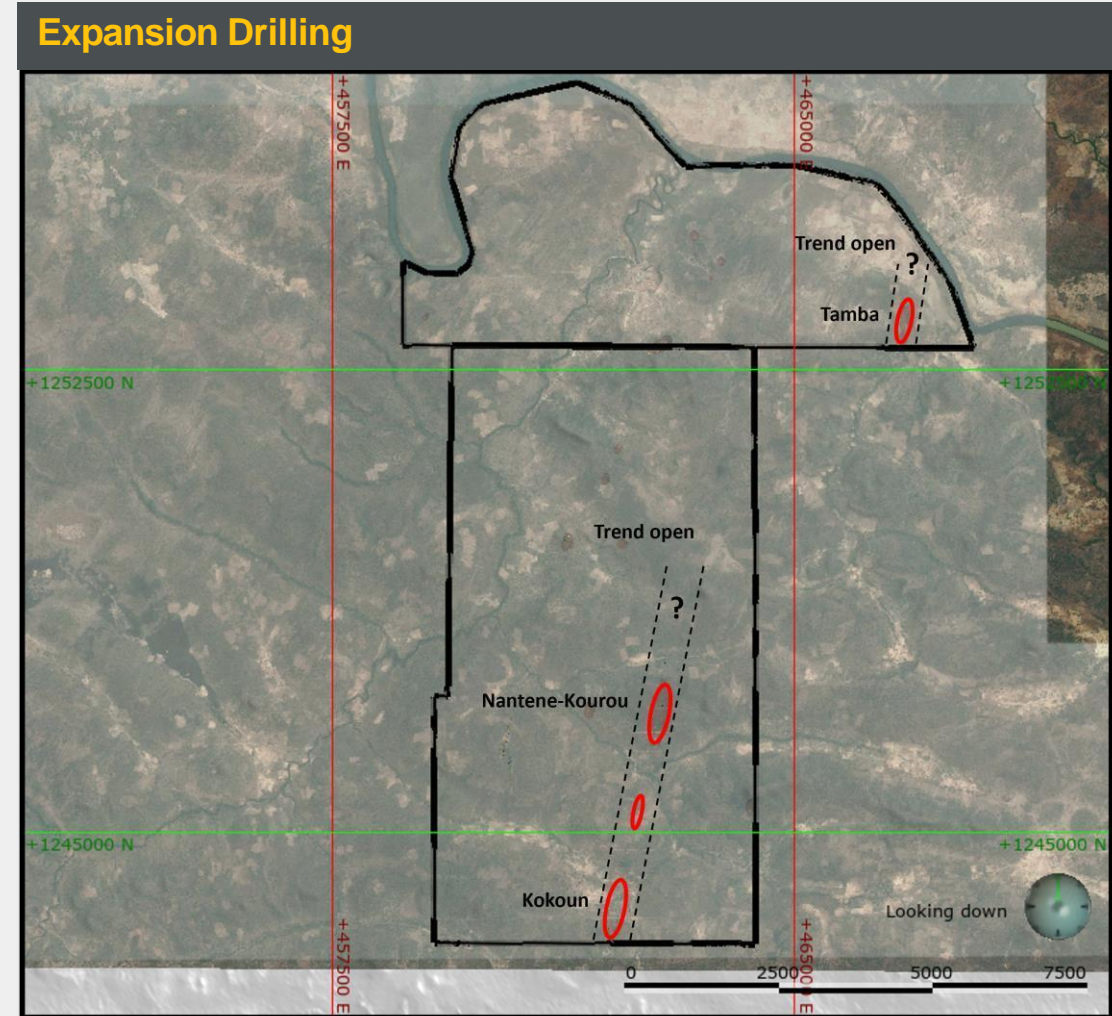 Expansion Drilling
+457500 E
+465000 E
Trend open
?
Tamba
+1252500 N
+1252500 N
Trend open
?
Nantene-Kourou
+1245000 N
+1245000 N
Kokoun
Looking down
+457500 E
+465000 E
0 2500 5000 7500